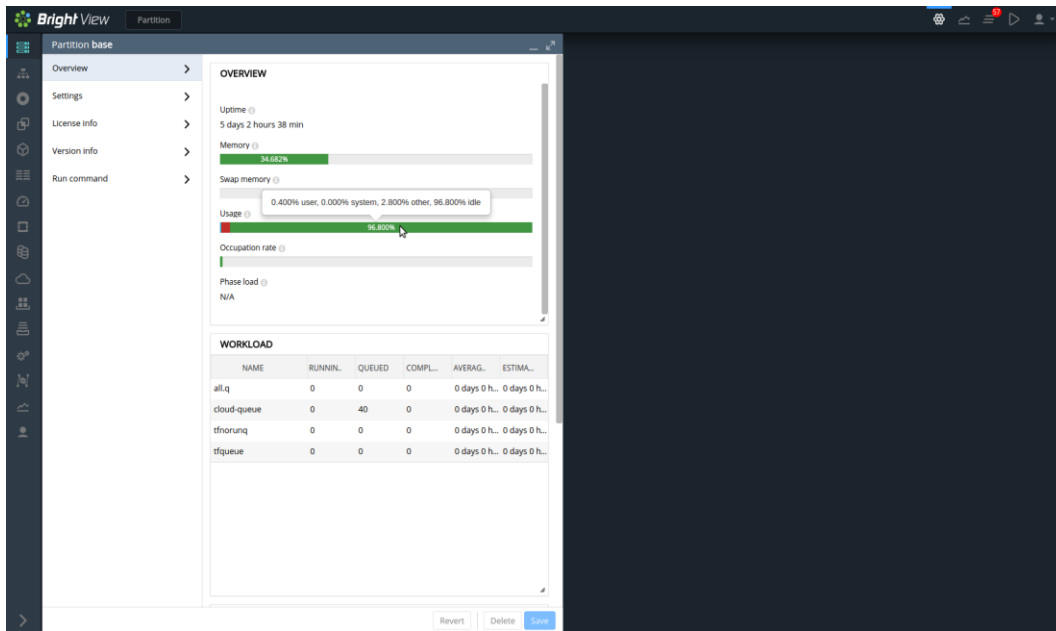 Bright View Partition 57
Partition base
Overview
Settings
License info
Version info
Run command
OVERVIEW
Uptime
5 days 2 hours 38 min
Memory
34.682%
Swap memory
0.400% user, 0.000% system, 2.800% other, 96.800% idle
Usage
96.800%
Occupation rate
Phase load
N/A
WORKLOAD
NAME RUNNIN.. QUEUED COMPL... AVERAG.. ESTIMA...
all.q 0 0 0 0 days 0 h... 0 days 0 h...
cloud-queue 0 40 0 0 days 0 h... 0 days 0 h...
tfnorunq 0 0 0 0 days 0 h... 0 days 0 h...
tfqueue 0 0 0 0 days 0 h... 0 days 0 h...
Revert Delete Save